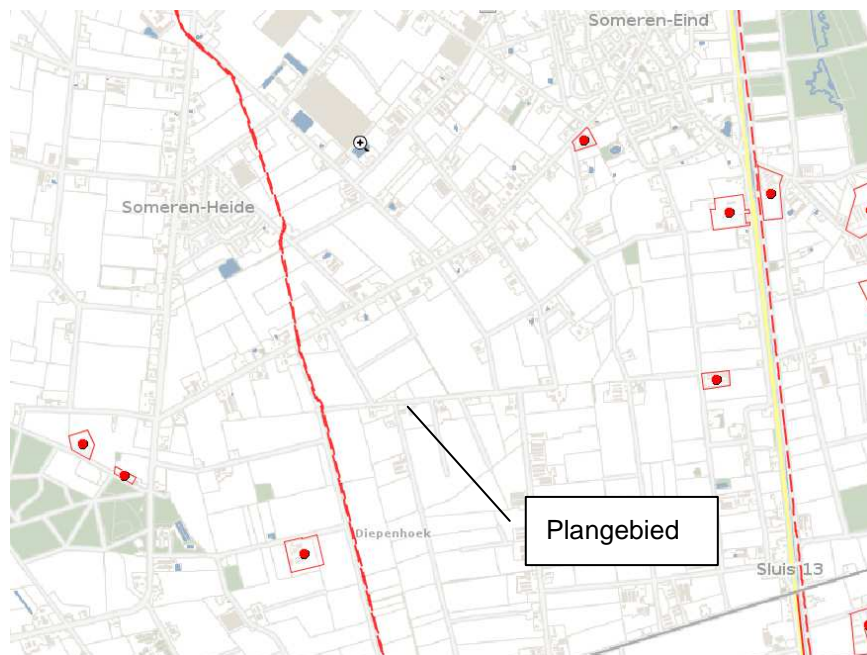 Someren-Eind
Someren-Heide
Plangebied
Diepenhoek
Sluis 13